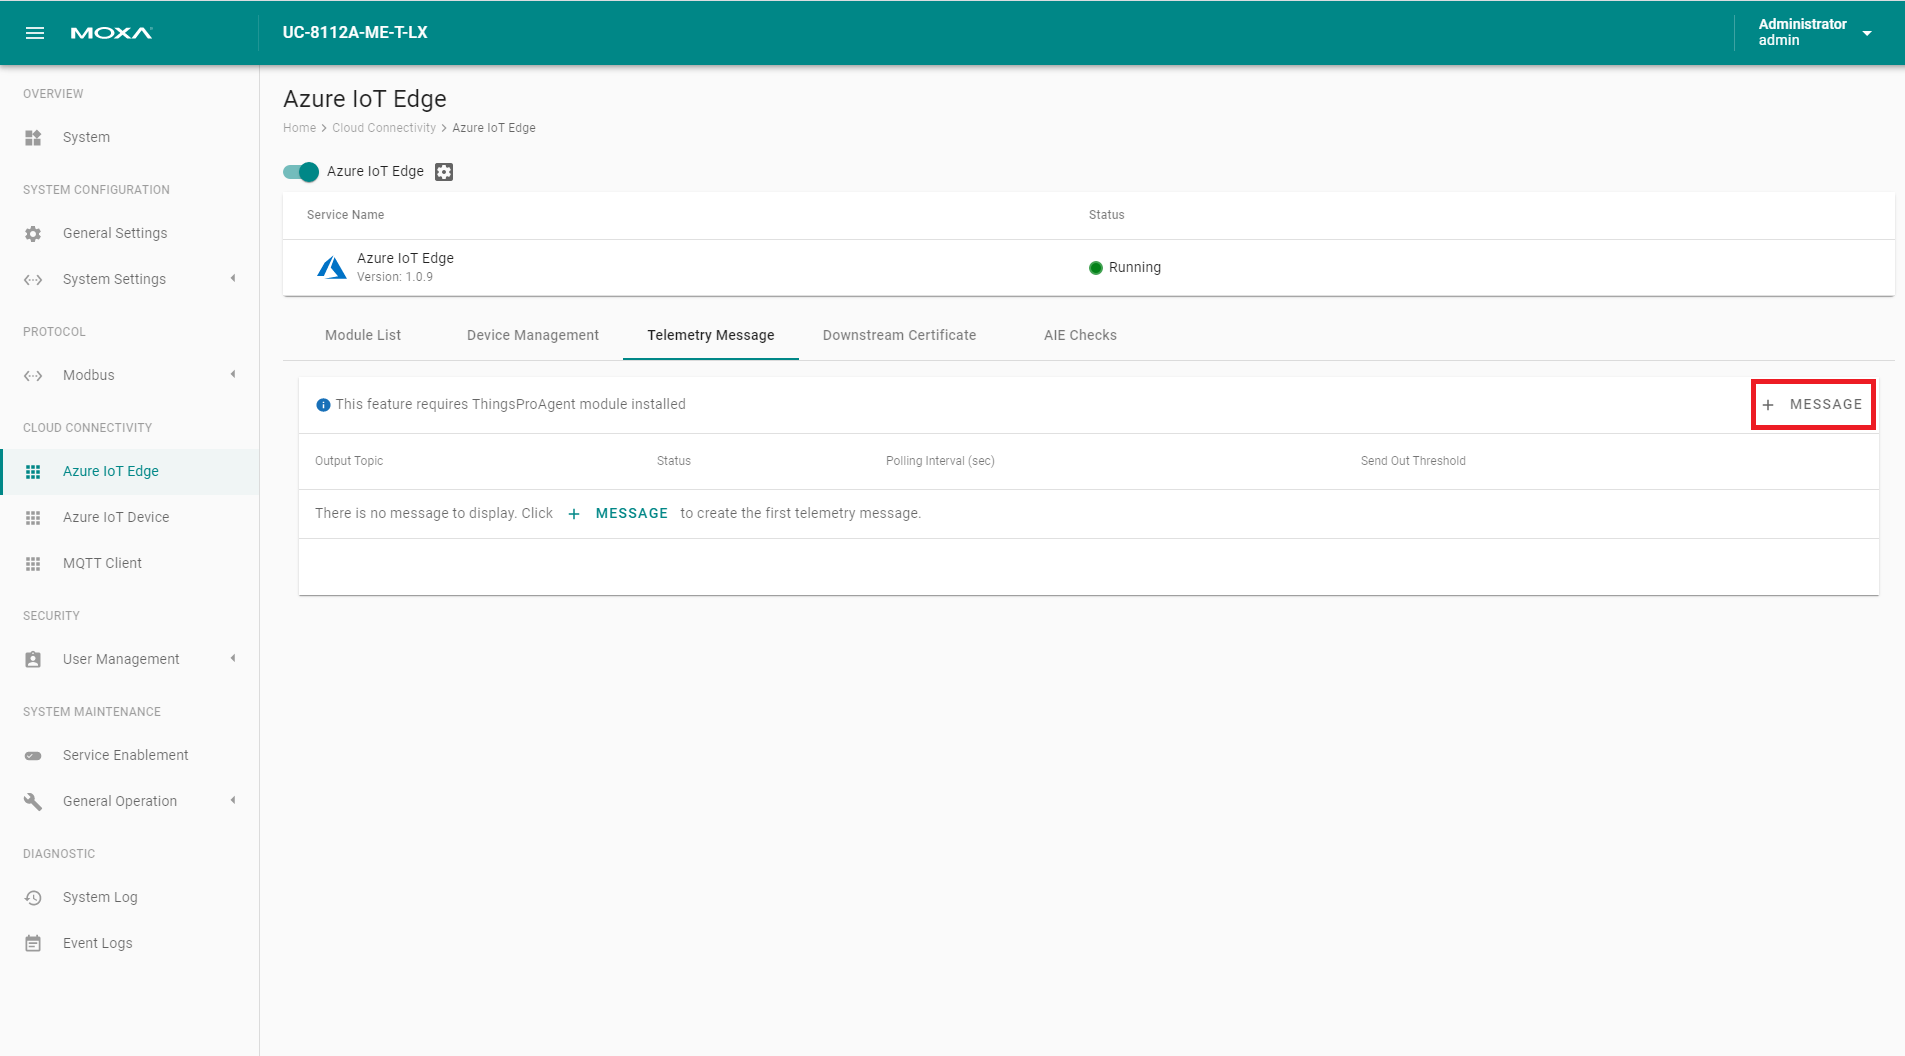 MOXA
UC-8112A-ME-T-LX
Administrator
admin
OVERVIEW
System
SYSTEM CONFIGURATION
General Settings
System Settings
PROTOCOL
Modbus
CLOUD CONNECTIVITY
Azure IoT Edge
Azure IoT Device
MQTT Client
SECURITY
User Management
SYSTEM MAINTENANCE
Service Enablement
General Operation
DIAGNOSTIC
System Log
Event Logs
Azure IoT Edge
Home > Cloud Connectivity > Azure IoT Edge
Azure IoT Edge
Service Name Status
Azure IoT Edge
Version: 1.0.9
Running
Module List Device Management Telemetry Message Downstream Certificate AIE Checks
This feature requires ThingsProAgent module installed
+ MESSAGE
Output Topic Status Polling Interval (sec) Send Out Threshold
There is no message to display. Click + MESSAGE to create the first telemetry message.